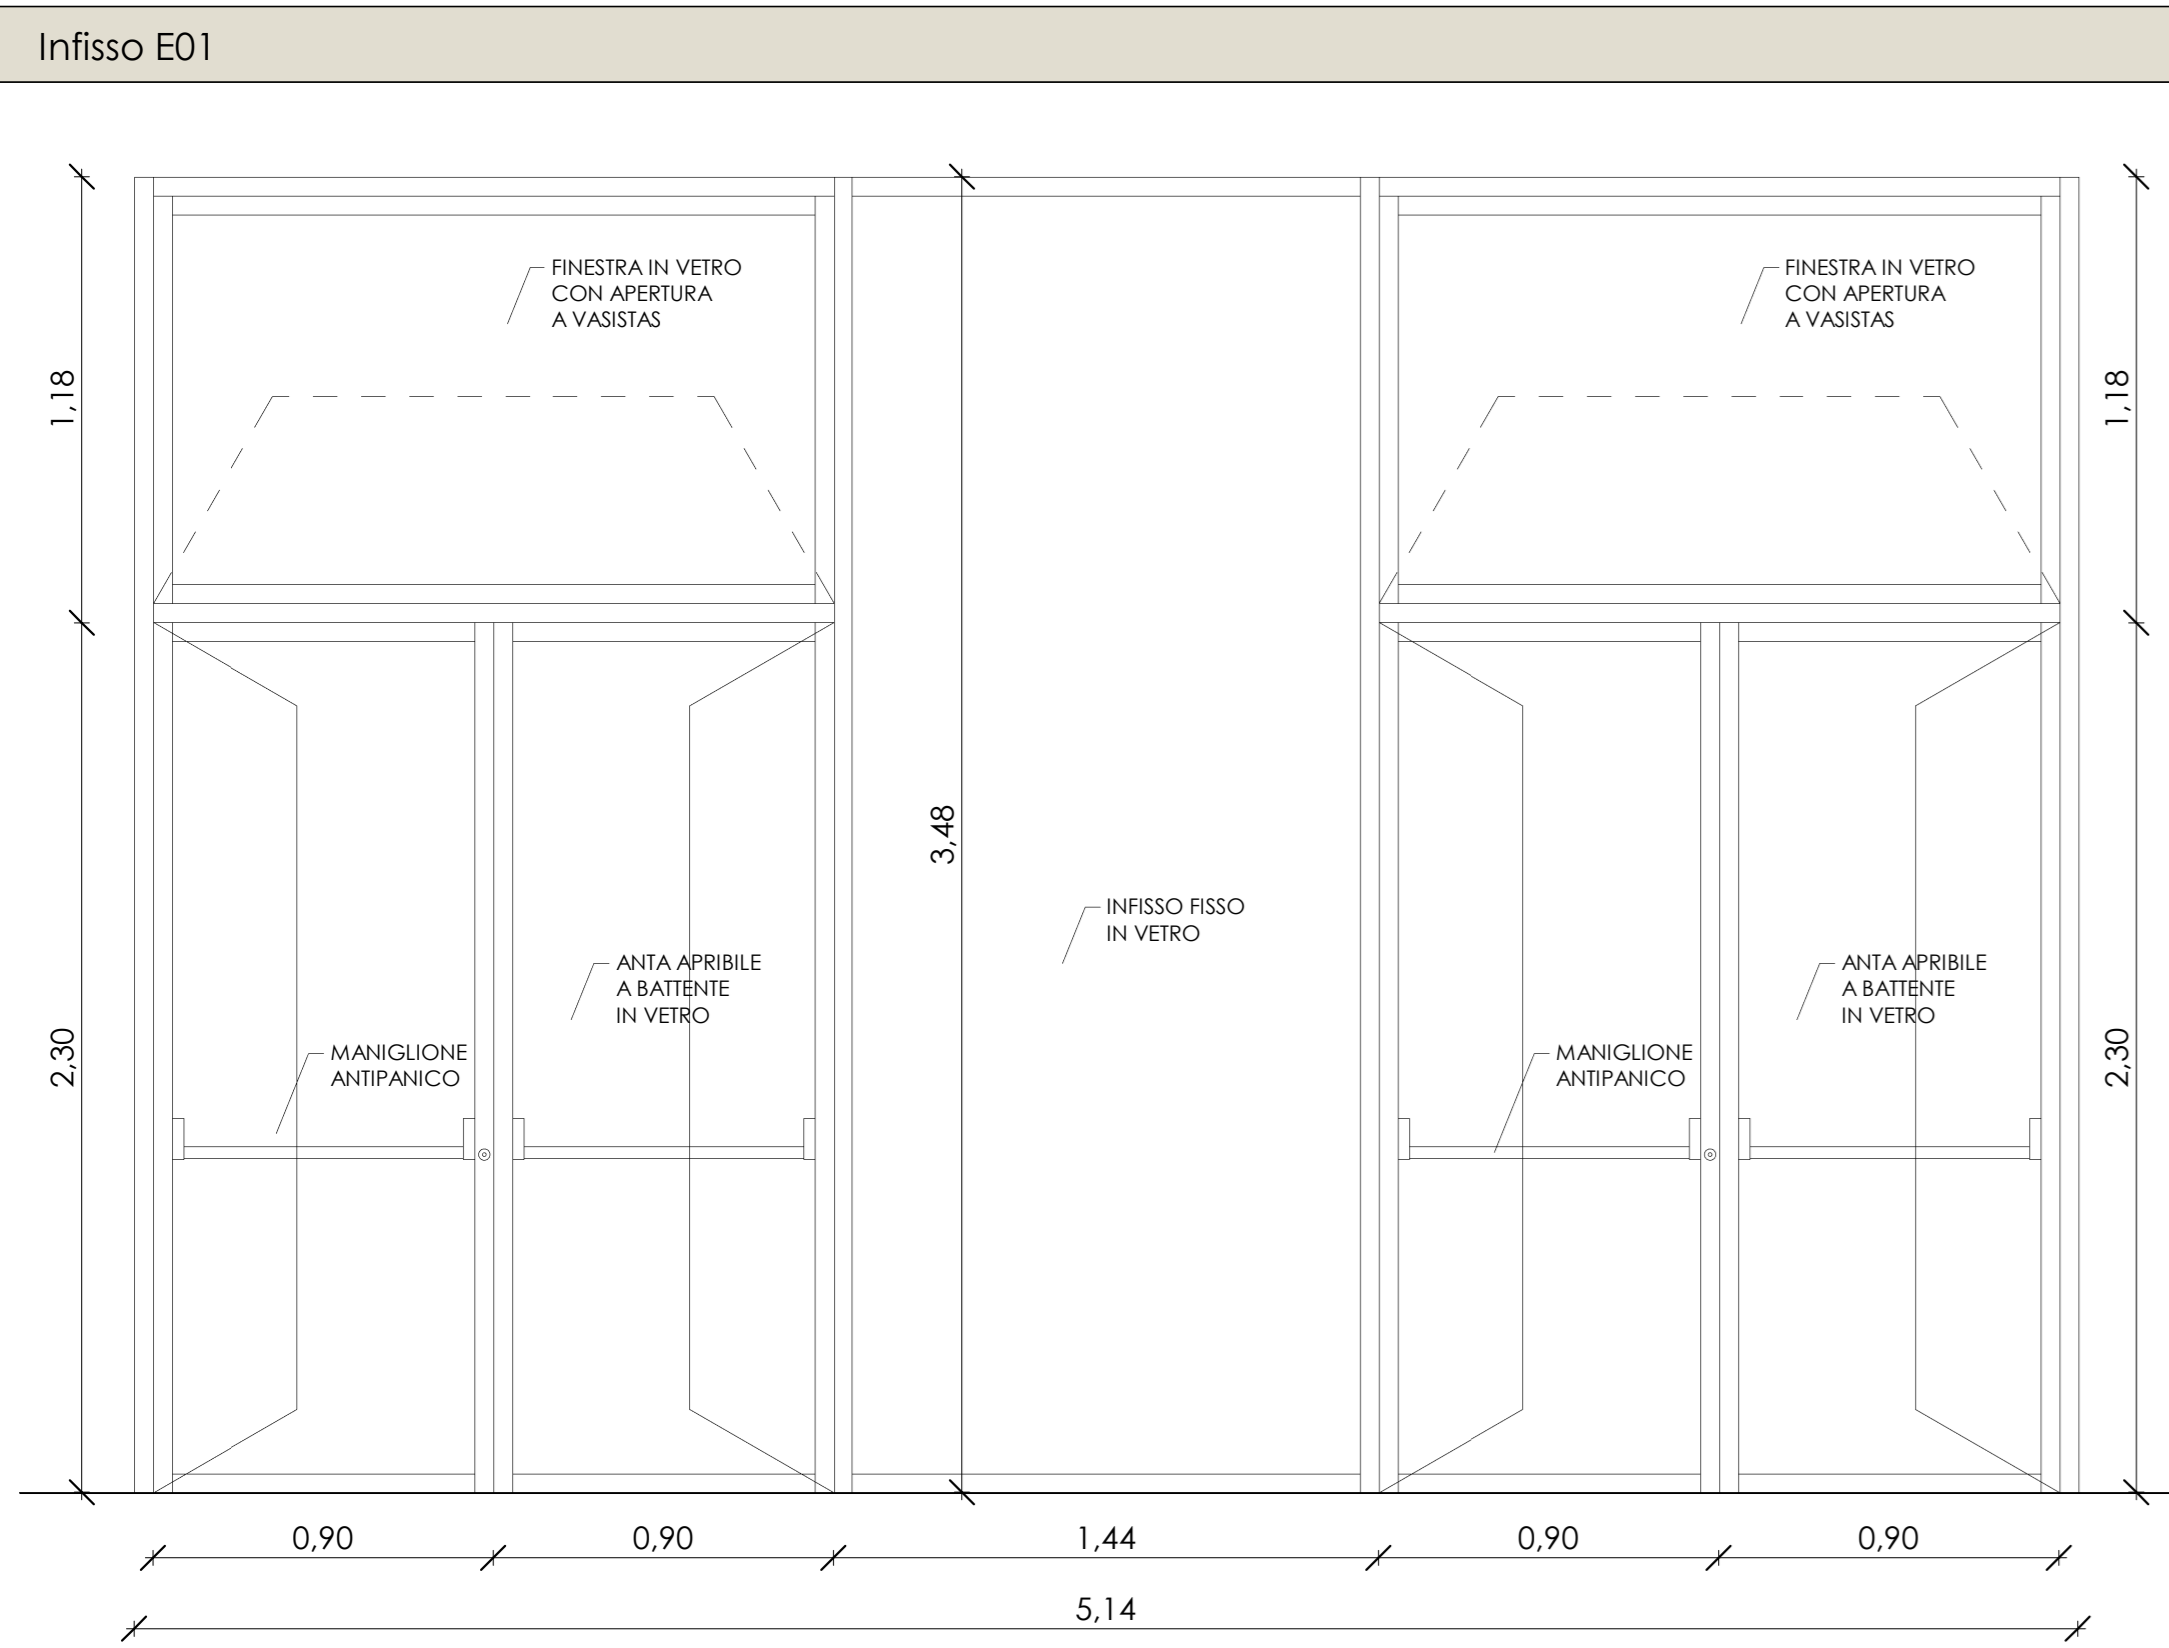 Infisso E01
FINESTRA IN VETRO
CON APERTURA
A VASISTAS
FINESTRA IN VETRO
CON APERTURA
A VASISTAS
1,18
1,18
3,48
INFISSO FISSO
IN VETRO
ANTA APRIBILE
A BATTENTE
IN VETRO
ANTA APRIBILE
A BATTENTE
IN VETRO
2,30
MANIGLIONE
ANTIPANICO
MANIGLIONE
ANTIPANICO
2,30
0,90
0,90
1,44
0,90
0,90
5,14